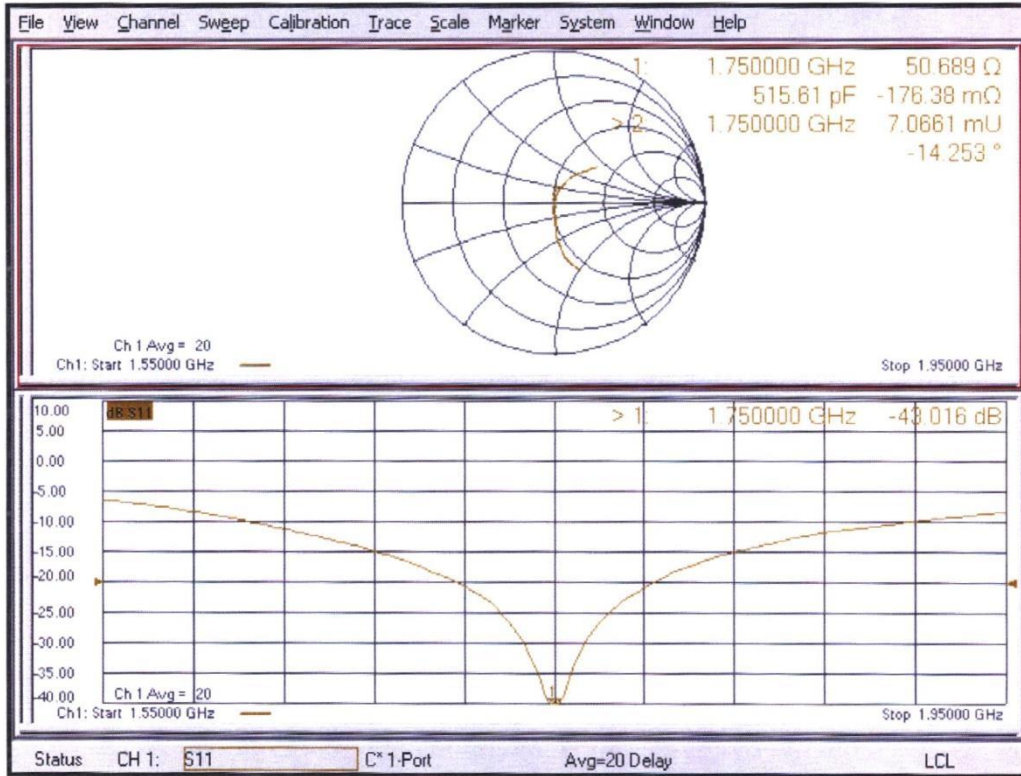 File View Channel Sweep Calibration Trace Scale Marker System Window Help
1: 1.750000 GHz 50.689 Ω
515.61 pF -176.38 mΩ
> 2: 1.750000 GHz 7.0661 mU
-14.253 °
Ch 1 Avg = 20
Ch1: Start 1.55000 GHz Stop 1.95000 GHz
10.00 dB S11 > 1: 1.750000 GHz -43.016 dB
5.00
0.00
-5.00
-10.00
-15.00
-20.00
-25.00
-30.00
-35.00
-40.00 Ch 1 Avg = 20 1
Ch1: Start 1.55000 GHz Stop 1.95000 GHz
Status CH 1: S11 C* 1-Port Avg=20 Delay LCL